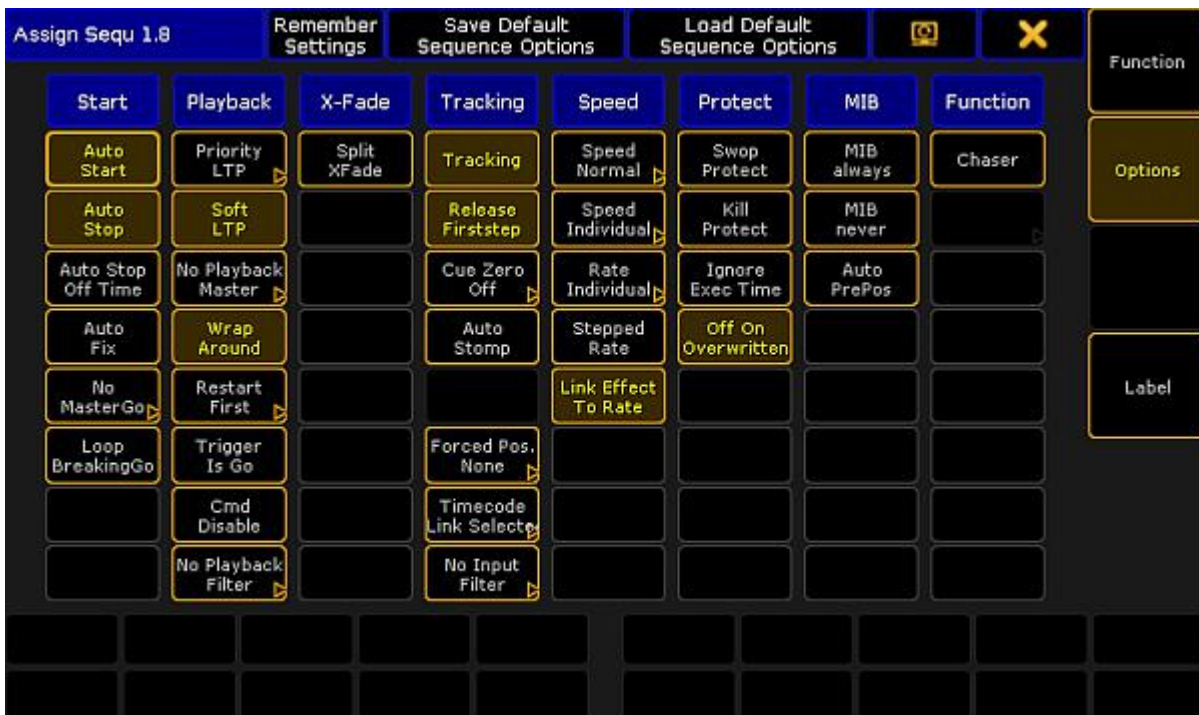 Assign Sequ 1.8
Remember
Settings
Save Default
Sequence Options
Load Default
Sequence Options
Function
Options
Label
Start
Playback
X-Fade
Tracking
Speed
Protect
MIB
Function
Auto
Start
Priority
LTP
Split
XFade
Tracking
Speed
Normal
Swop
Protect
MIB
always
Chaser
Auto
Stop
Soft
LTP
Release
Firststep
Speed
Individual
Kill
Protect
MIB
never
Auto Stop
Off Time
No Playback
Master
Cue Zero
Off
Rate
Individual
Ignore
Exec Time
Auto
PrePos
Auto
Fix
Wrap
Around
Auto
Stomp
Stepped
Rate
Off On
Overwritten
No
MasterGo
Restart
First
Link Effect
To Rate
Loop
BreakingGo
Trigger
Is Go
Forced Pos.
None
Cmd
Disable
Timecode
Link Selecte
No Playback
Filter
No Input
Filter